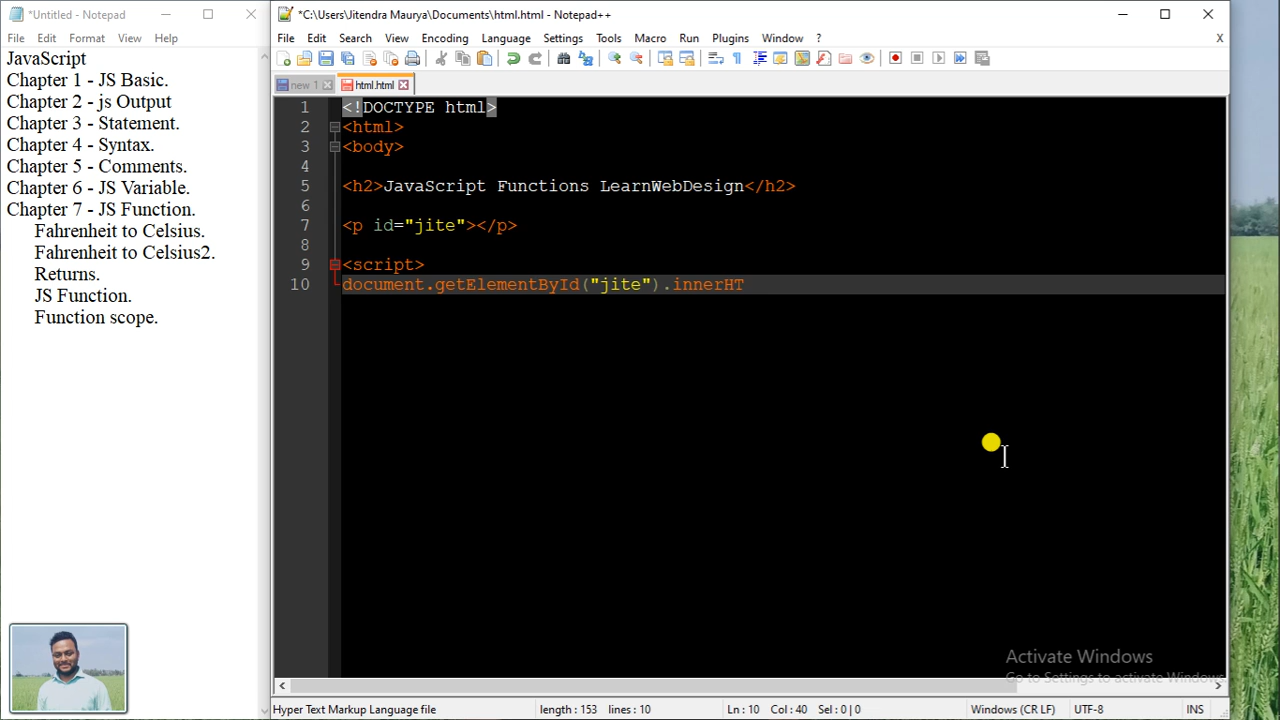 *Untitled - Notepad
File Edit Format View Help
JavaScript
Chapter 1 - JS Basic.
Chapter 2 - js Output
Chapter 3 - Statement.
Chapter 4 - Syntax.
Chapter 5 - Comments.
Chapter 6 - JS Variable.
Chapter 7 - JS Function.
Fahrenheit to Celsius.
Fahrenheit to Celsius2.
Returns.
JS Function.
Function scope.
*C:\Users\Jitendra Maurya\Documents\html.html - Notepad++
File Edit Search View Encoding Language Settings Tools Macro Run Plugins Window ? X
new 1 html.html
1 <!DOCTYPE html>
2 <html>
3 <body>
4
5 <h2>JavaScript Functions LearnWebDesign</h2>
6
7 <p id="jite"></p>
8
9 <script>
10 document.getElementById("jite").innerHT
Activate Windows
Go to Settings to activate Windows.
Hyper Text Markup Language file length : 153 lines : 10 Ln : 10 Col : 40 Sel : 0 | 0 Windows (CR LF) UTF-8 INS